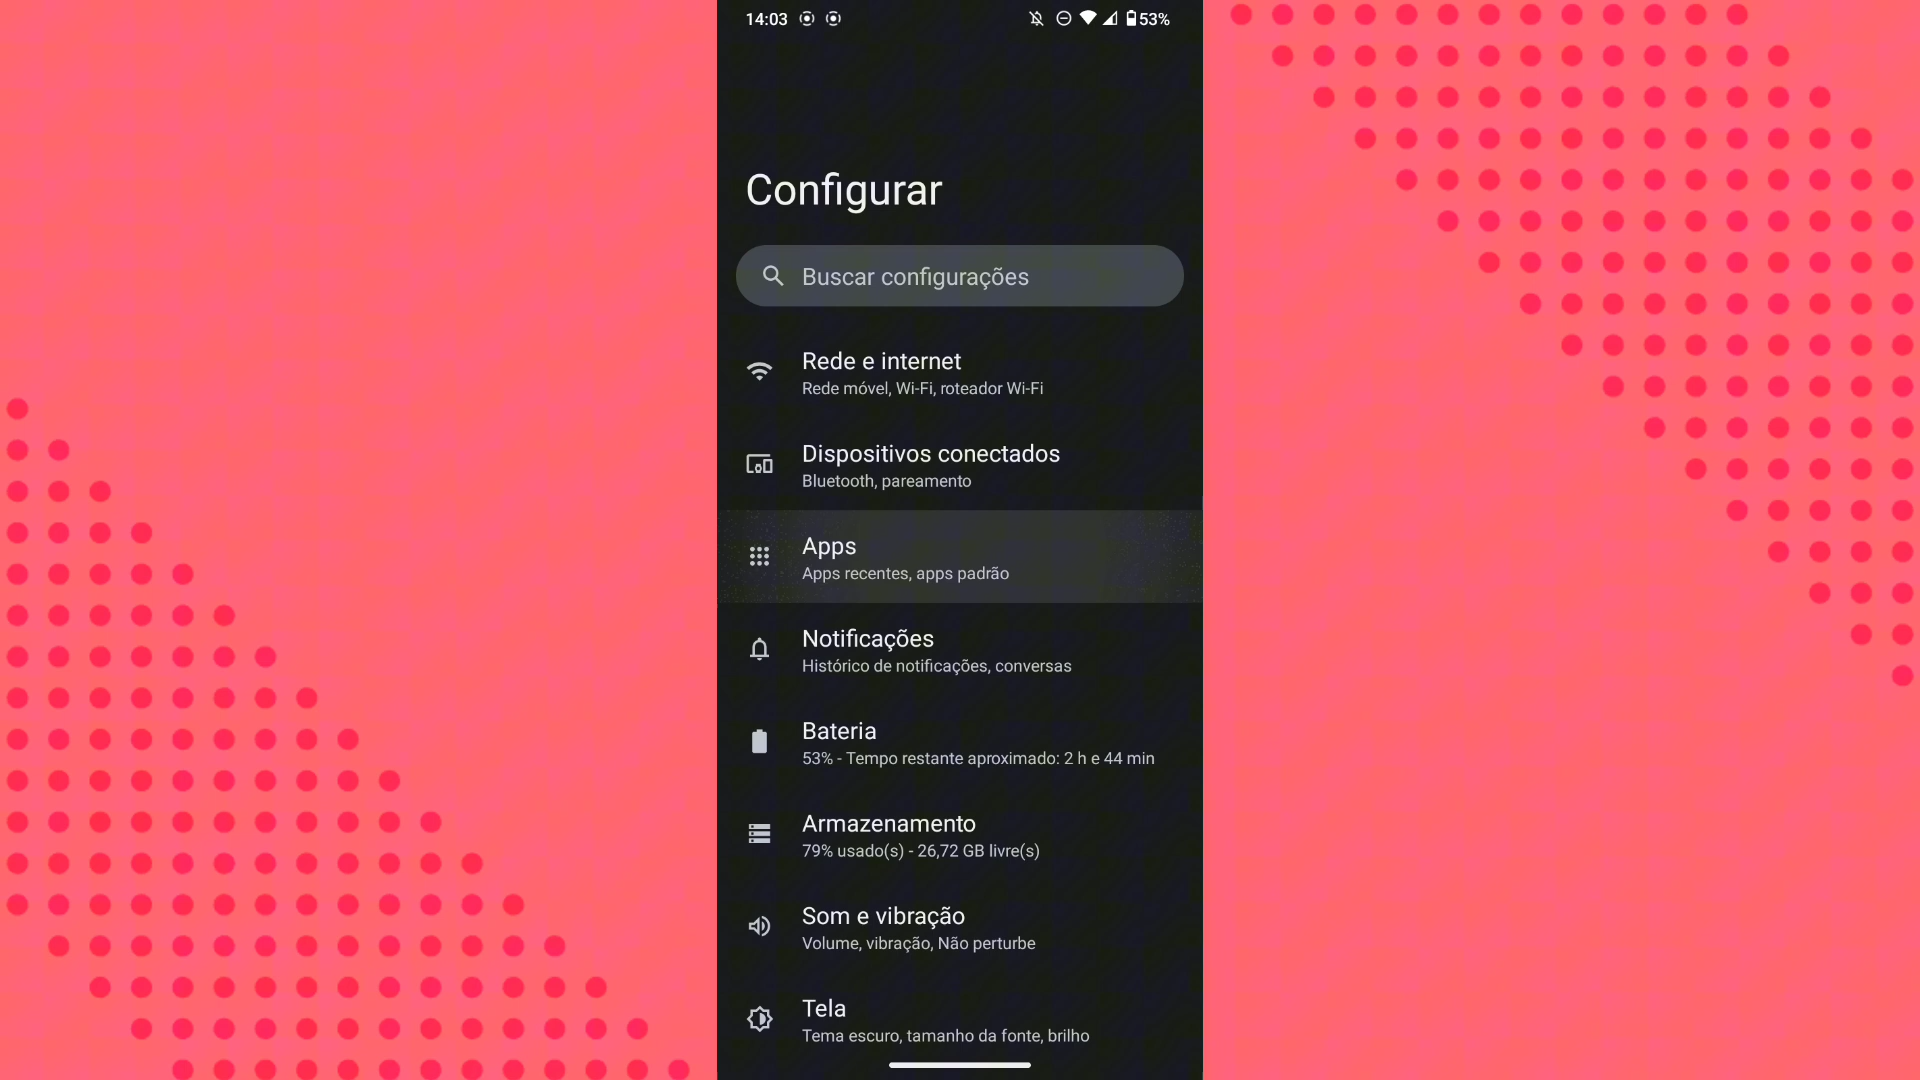 14:03
53%
Configurar
Buscar configurações
Rede e internet
Rede móvel, Wi-Fi, roteador Wi-Fi
Dispositivos conectados
Bluetooth, pareamento
Apps
Apps recentes, apps padrão
Notificações
Histórico de notificações, conversas
Bateria
53% - Tempo restante aproximado: 2 h e 44 min
Armazenamento
79% usado(s) - 26,72 GB livre(s)
Som e vibração
Volume, vibração, Não perturbe
Tela
Tema escuro, tamanho da fonte, brilho